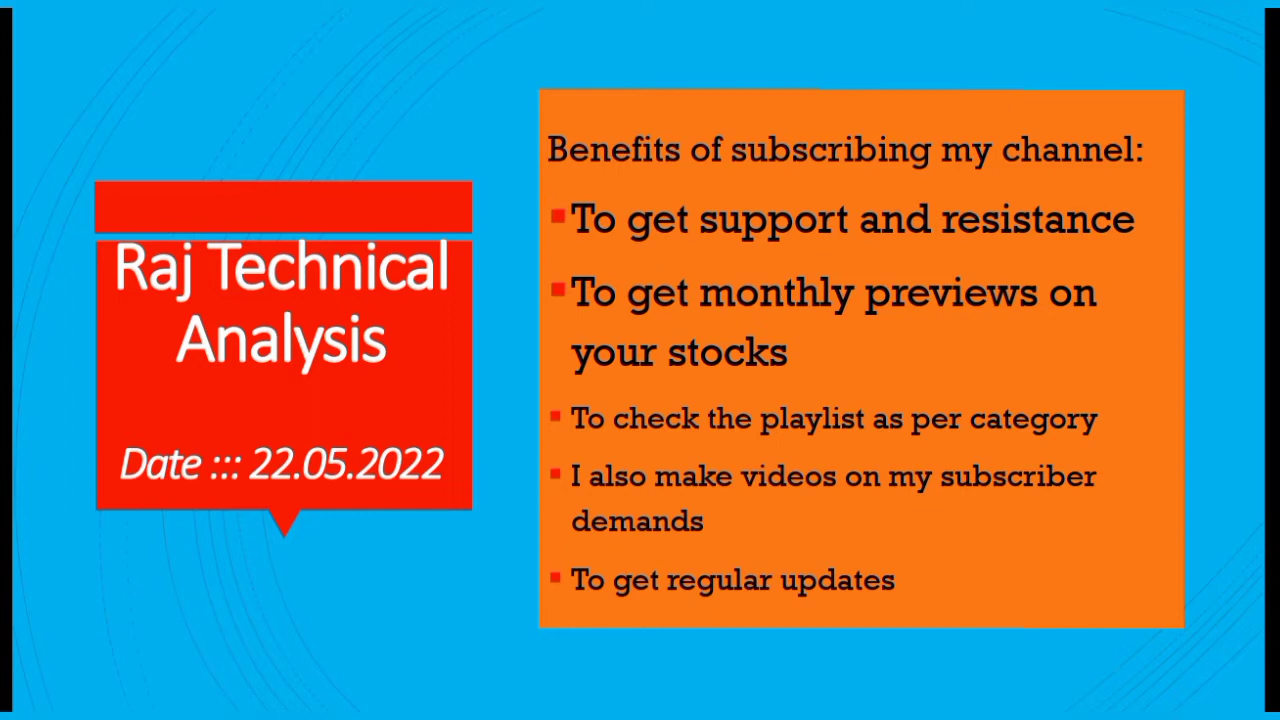 Raj Technical
Analysis
Date ::: 22.05.2022
Benefits of subscribing my channel:
To get support and resistance
To get monthly previews on
your stocks
To check the playlist as per category
I also make videos on my subscriber
demands
To get regular updates